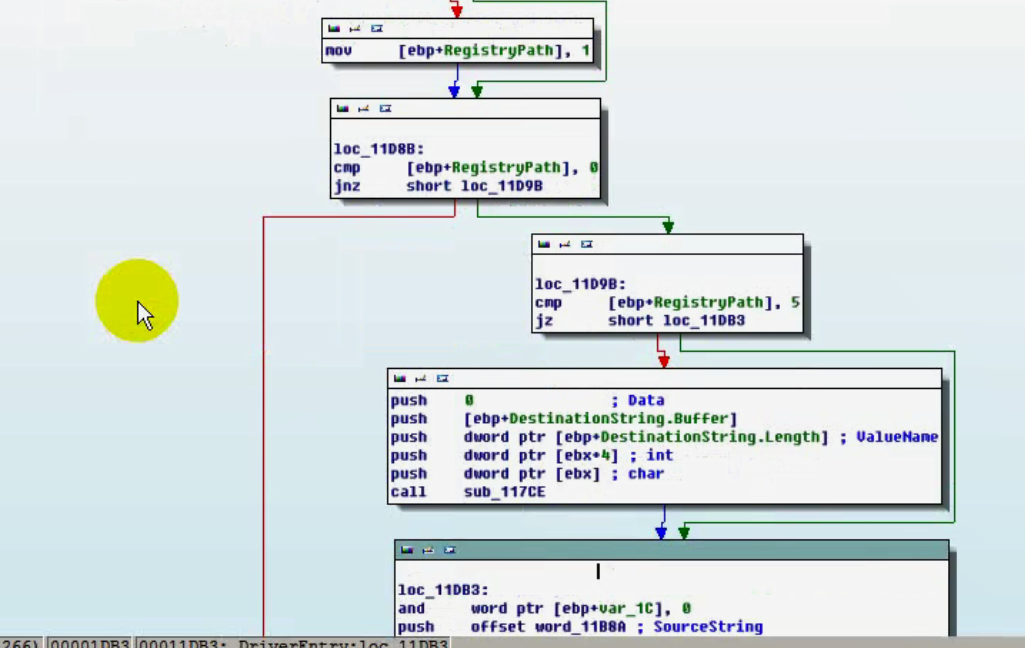 mov [ebp+RegistryPath], 1
loc_11D8B:
cmp [ebp+RegistryPath], 0
jnz short loc_11D9B
loc_11D9B:
cmp [ebp+RegistryPath], 5
jz short loc_11DB3
push 0 ; Data
push [ebp+DestinationString.Buffer]
push dword ptr [ebp+DestinationString.Length] ; ValueName
push dword ptr [ebx+4] ; int
push dword ptr [ebx] ; char
call sub_117CE
loc_11DB3:
and word ptr [ebp+var_1C], 0
push offset word_11B8A ; SourceString
266) 00001DB3 00011DB3: DriverEntry:loc_11DB3